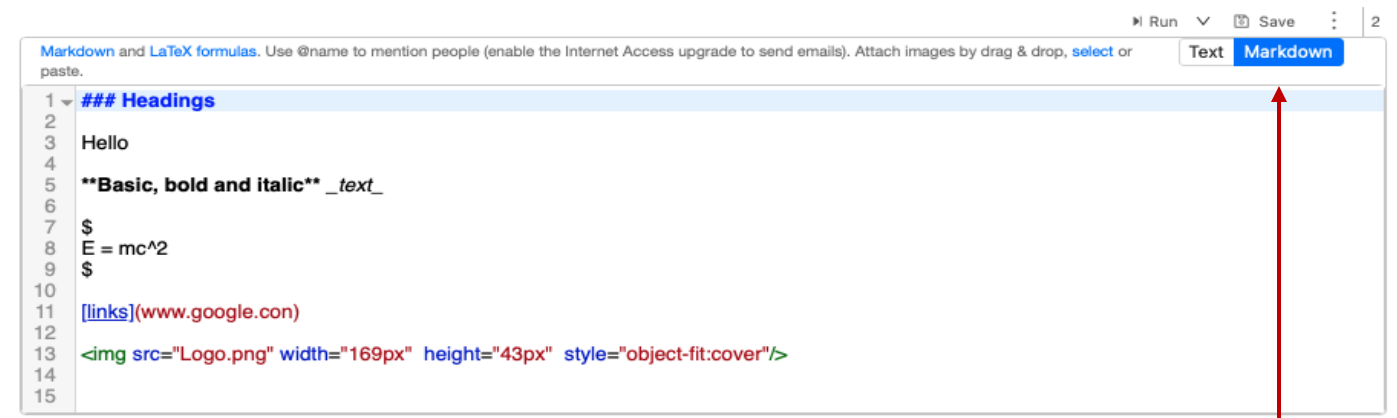 Run Save 2
Markdown and LaTeX formulas. Use @name to mention people (enable the Internet Access upgrade to send emails). Attach images by drag & drop, select or
paste.
Text Markdown
1 ### Headings
2
3 Hello
4
5 **Basic, bold and italic** _text_
6
7 $
8 E = mc^2
9 $
10
11 [links](www.google.con)
12
13 <img src="Logo.png" width="169px" height="43px" style="object-fit:cover"/>
14
15